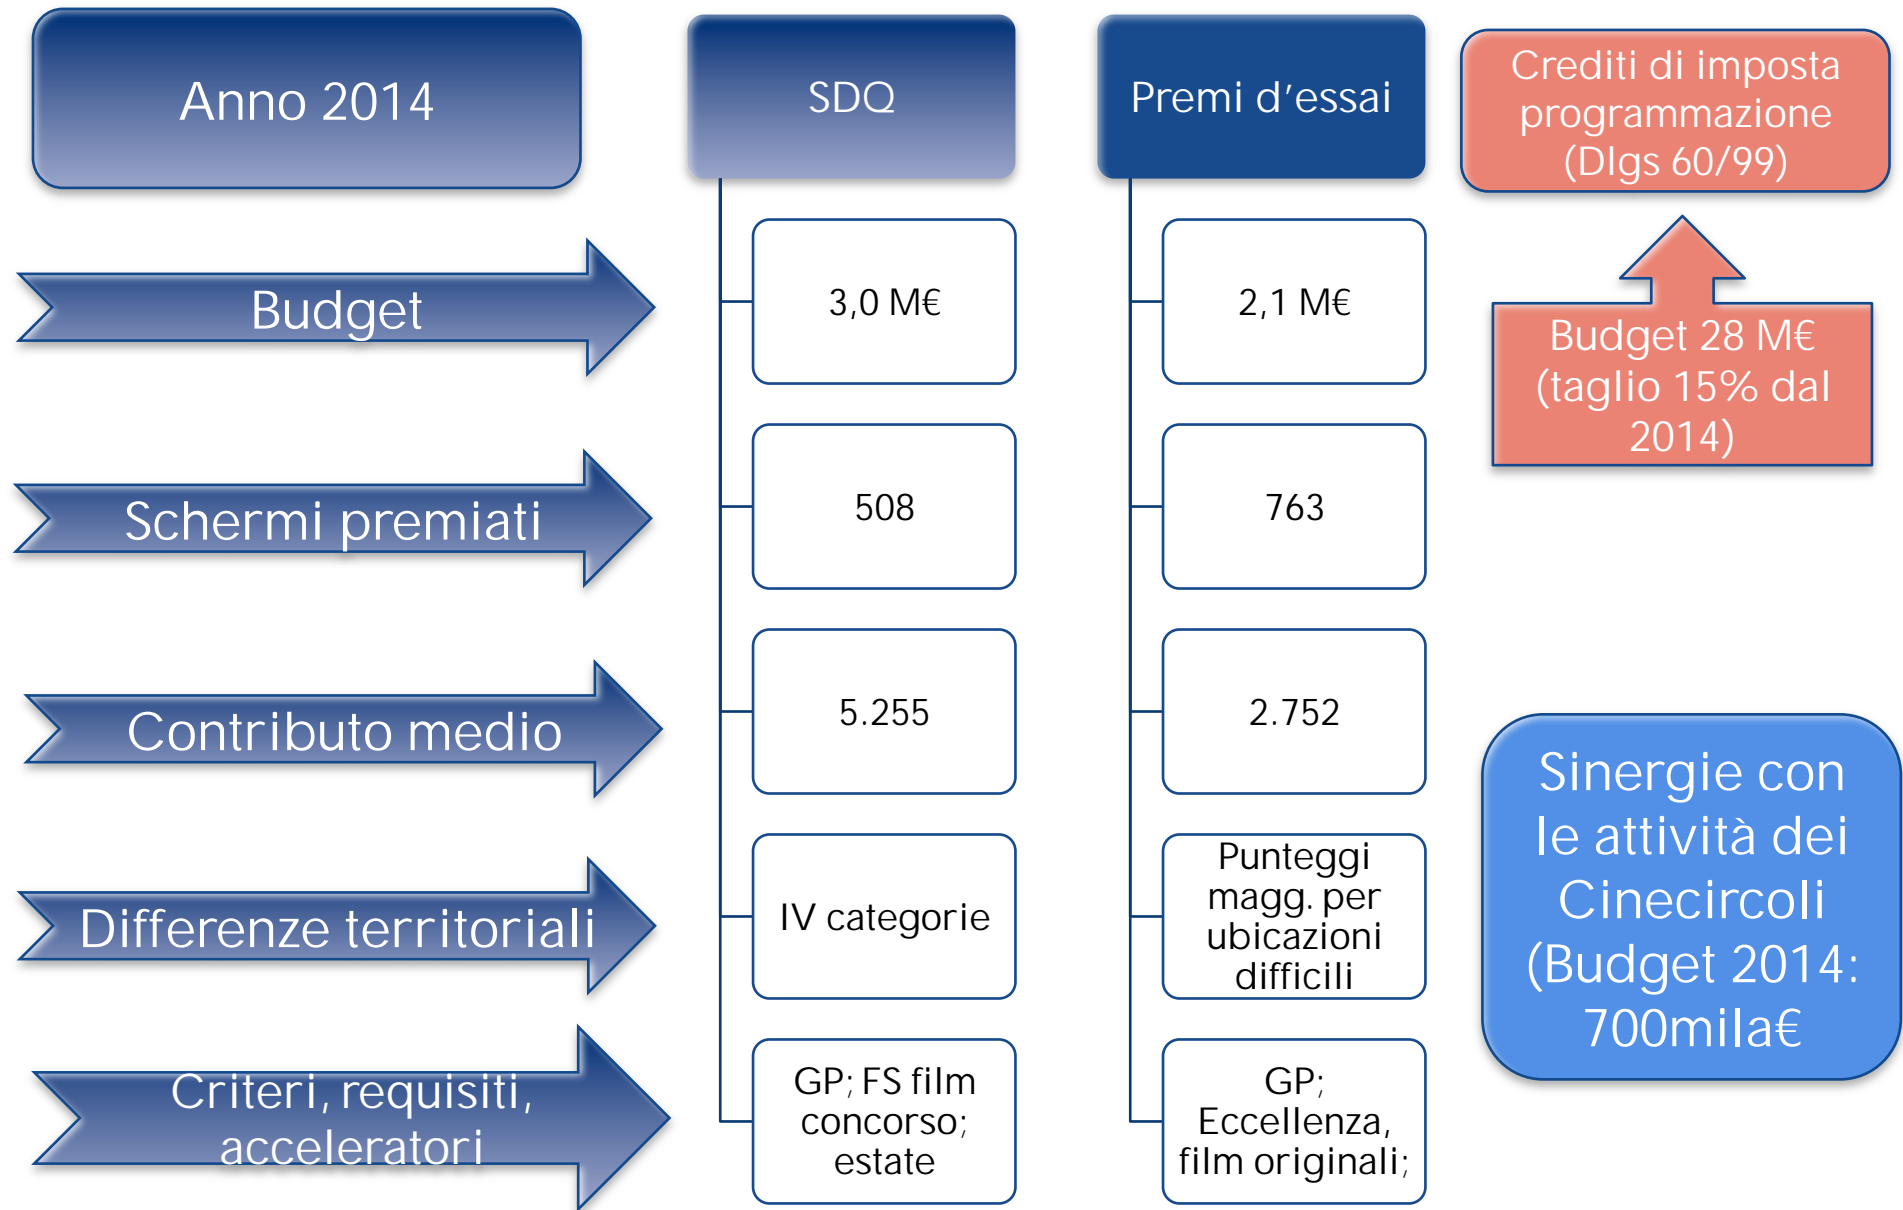 Anno 2014
SDQ
Premi d'essai
Crediti di imposta
programmazione
(Dlgs 60/99)
Budget
3,0 M€
2,1 M€
Budget 28 M€
(taglio 15% dal
2014)
Schermi premiati
508
763
Contributo medio
5.255
2.752
Sinergie con
le attività dei
Cinecircoli
(Budget 2014:
700mila€
Differenze territoriali
IV categorie
Punteggi
magg. per
ubicazioni
difficili
Criteri, requisiti,
acceleratori
GP; FS film
concorso;
estate
GP;
Eccellenza,
film originali;